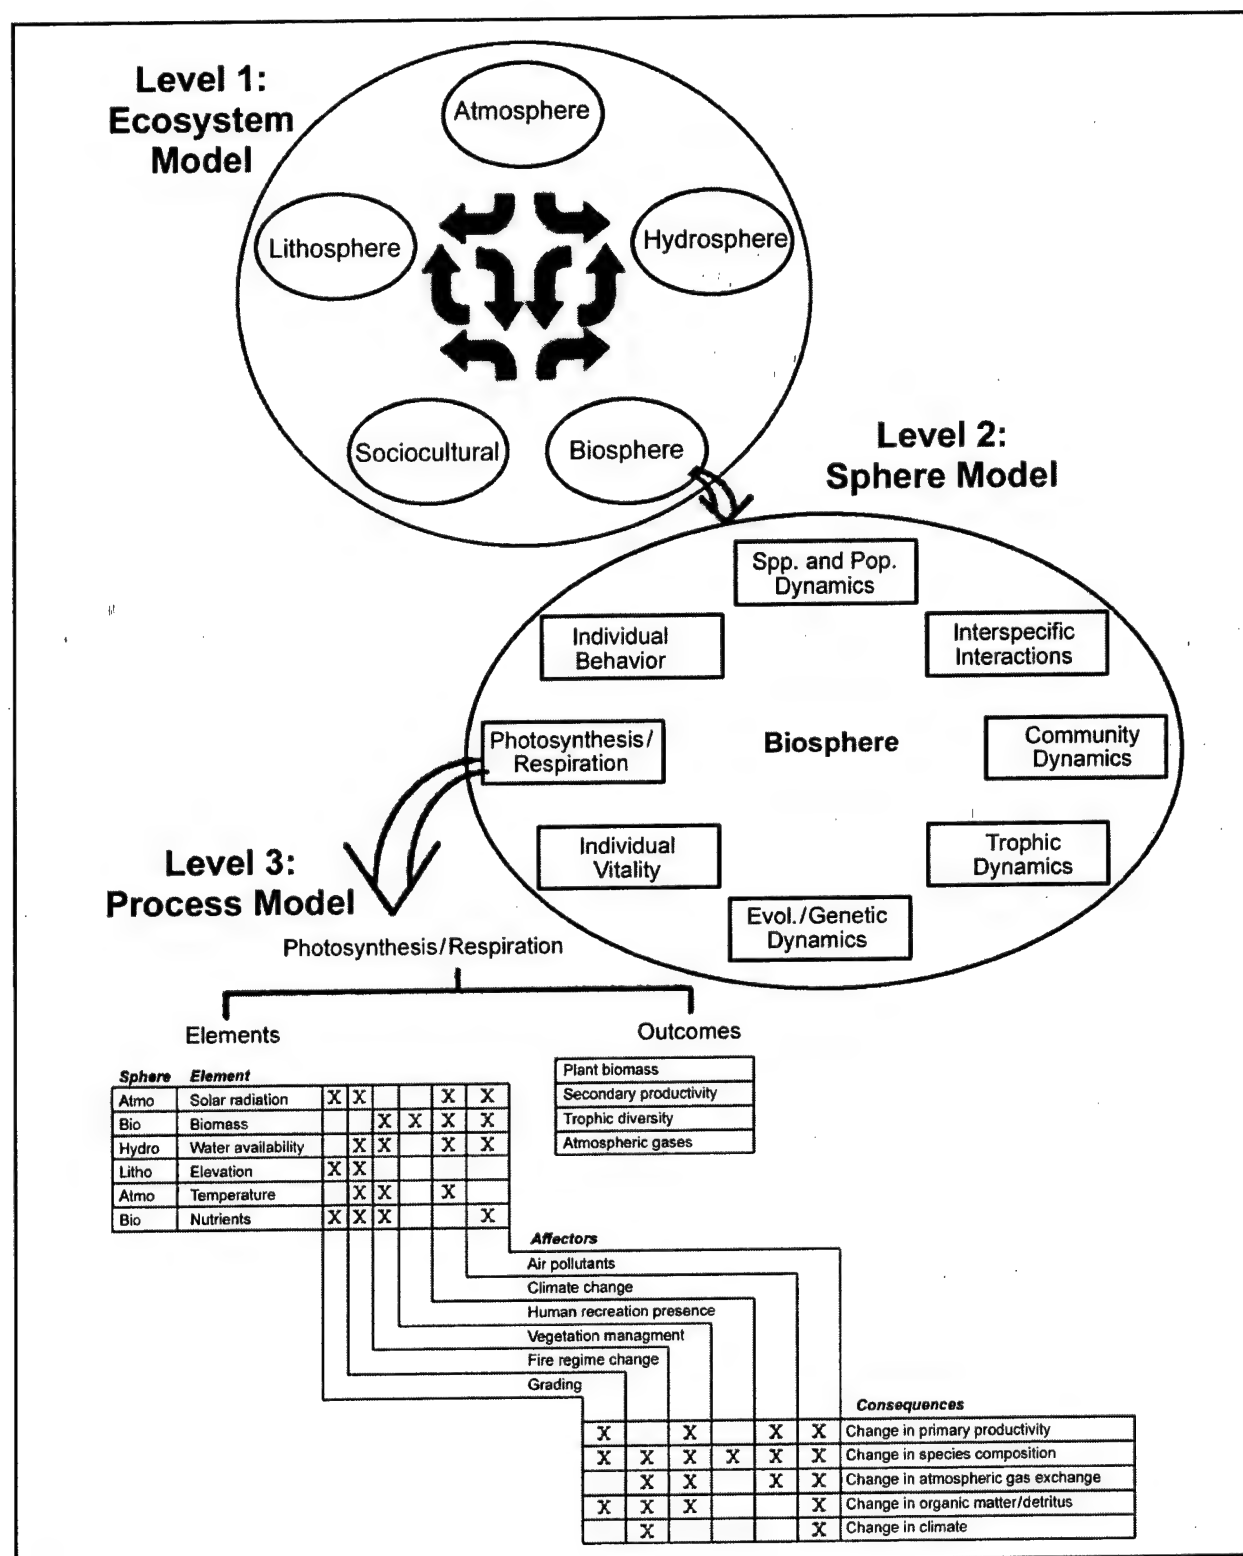 Level 1:
Ecosystem
Model
Atmosphere
Lithosphere
Hydrosphere
Sociocultural
Biosphere
Level 2:
Sphere Model
Spp. and Pop.
Dynamics
Individual
Behavior
Interspecific
Interactions
Photosynthesis/
Respiration
Biosphere
Community
Dynamics
Individual
Vitality
Trophic
Dynamics
Evol./Genetic
Dynamics
Level 3:
Process Model
Photosynthesis/Respiration
Elements
Outcomes
Sphere Element
Atmo Solar radiation X X X X
Bio Biomass X X X X
Hydro Water availability X X X X
Litho Elevation X X
Atmo Temperature X X X
Bio Nutrients X X X X
Plant biomass
Secondary productivity
Trophic diversity
Atmospheric gases
Affectors
Air pollutants
Climate change
Human recreation presence
Vegetation managment
Fire regime change
Grading
Consequences
X X X X Change in primary productivity
X X X X X X Change in species composition
X X X X Change in atmospheric gas exchange
X X X X Change in organic matter/detritus
X X Change in climate